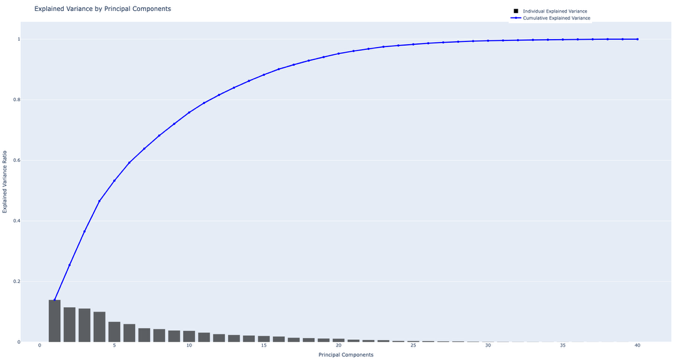 Explained Variance by Principal Components
Individual Explained Variance
Cumulative Explained Variance
1
0.8
0.6
0.4
0.2
0
Explained Variance Ratio
0 5 10 15 20 25 30 35 40
Principal Components